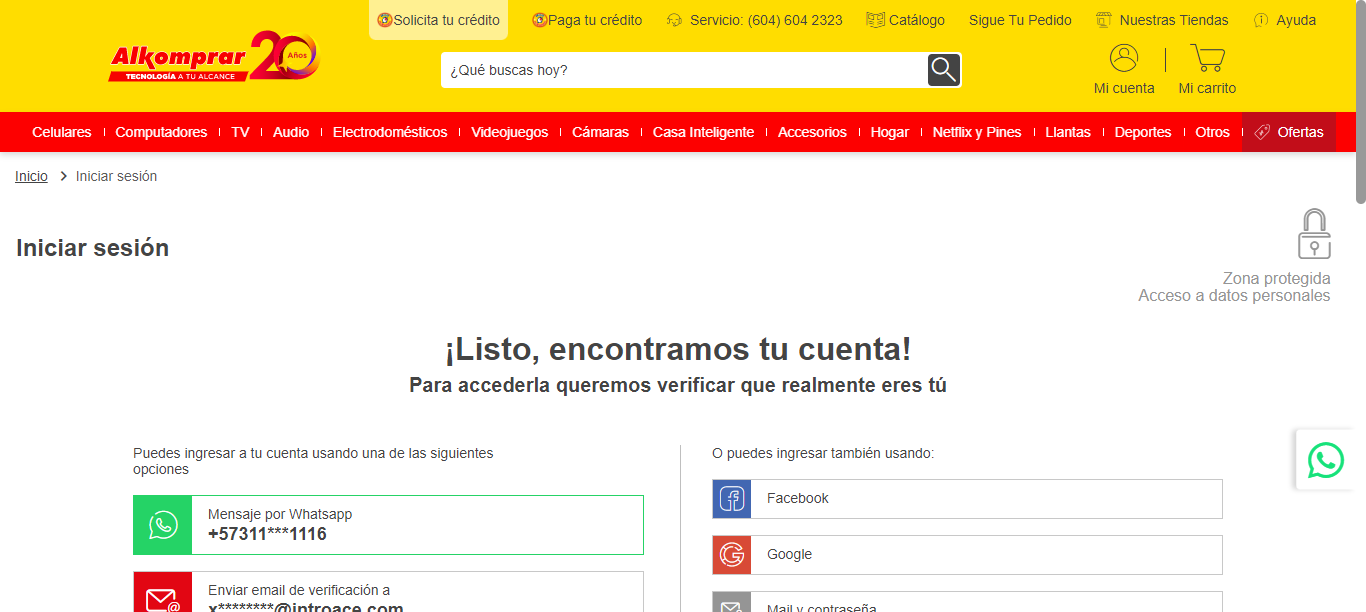 Solicita tu crédito
Paga tu crédito
Servicio: (604) 604 2323
Catálogo
Sigue Tu Pedido
Nuestras Tiendas
Ayuda
Alkomprar 20 Años
TECNOLOGÍA A TU ALCANCE
¿Qué buscas hoy?
Mi cuenta
Mi carrito
Celulares
Computadores
TV
Audio
Electrodomésticos
Videojuegos
Cámaras
Casa Inteligente
Accesorios
Hogar
Netflix y Pines
Llantas
Deportes
Otros
Ofertas
Inicio > Iniciar sesión
Iniciar sesión
Zona protegida
Acceso a datos personales
¡Listo, encontramos tu cuenta!
Para accederla queremos verificar que realmente eres tú
Puedes ingresar a tu cuenta usando una de las siguientes
opciones
Mensaje por Whatsapp
+57311***1116
Enviar email de verificación a
x********@introace.com
O puedes ingresar también usando:
Facebook
Google
Mail y contraseña